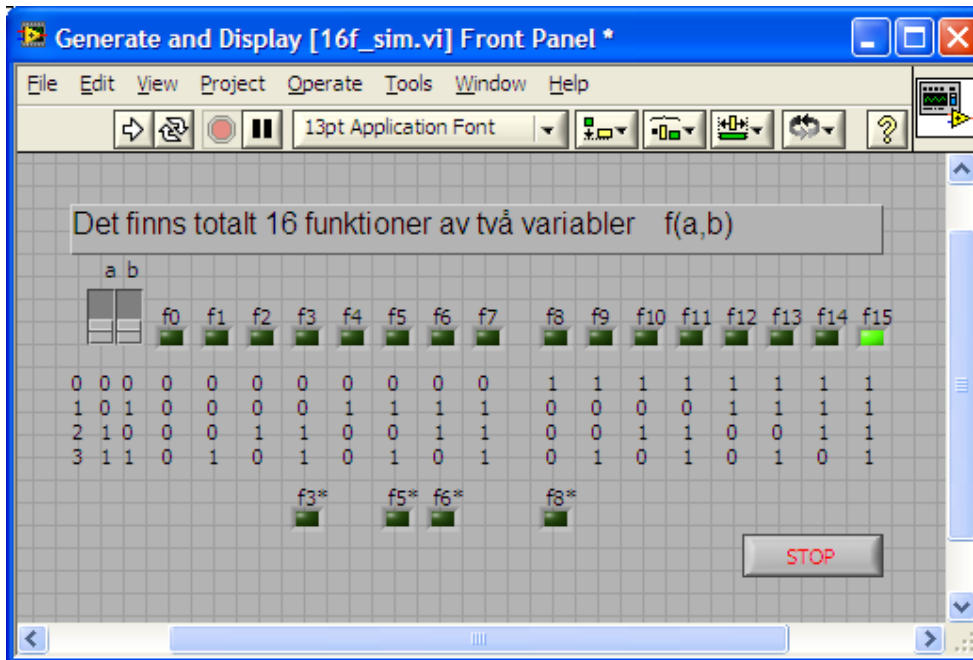 Generate and Display [16f_sim.vi] Front Panel *
File Edit View Project Operate Tools Window Help
13pt Application Font
?
Det finns totalt 16 funktioner av två variabler f(a,b)
a b
f0 f1 f2 f3 f4 f5 f6 f7 f8 f9 f10 f11 f12 f13 f14 f15
0 0 0 0 0 0 0 0 0 0 0 1 1 1 1 1 1 1 1
1 0 1 0 0 0 0 1 1 1 1 0 0 0 0 1 1 1 1
2 1 0 0 0 1 1 0 0 1 1 0 0 1 1 0 0 1 1
3 1 1 0 1 0 1 0 1 0 1 0 1 0 1 0 1 0 1
f3* f5* f6* f8*
STOP